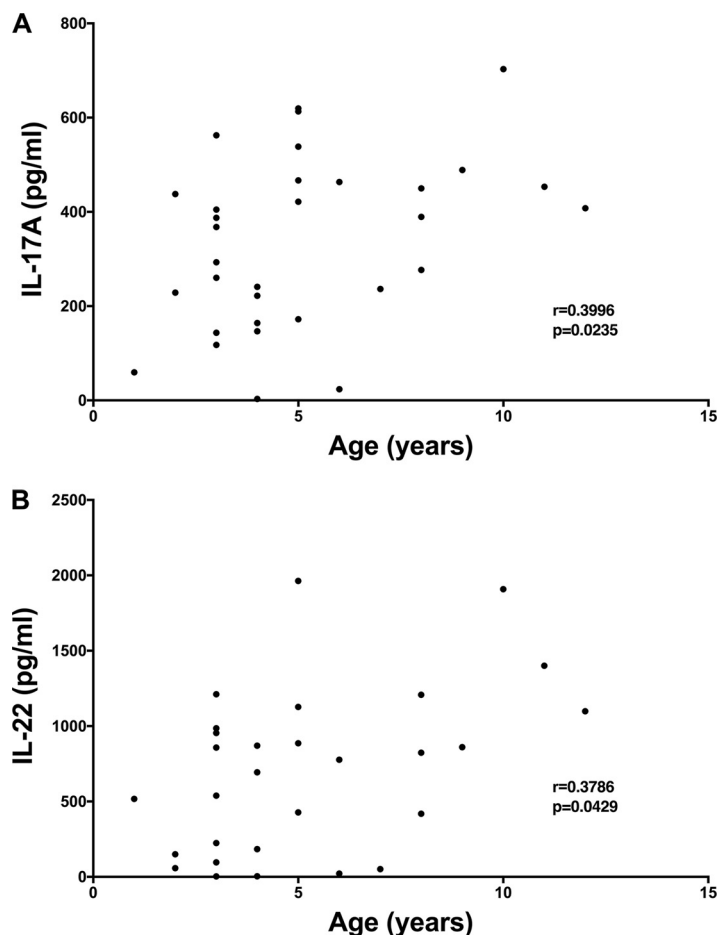 A
800
600
400
200
0
IL-17A (pg/ml)
r=0.3996
p=0.0235
0 5 10 15
Age (years)
B
2500
2000
1500
1000
500
0
IL-22 (pg/ml)
r=0.3786
p=0.0429
0 5 10 15
Age (years)